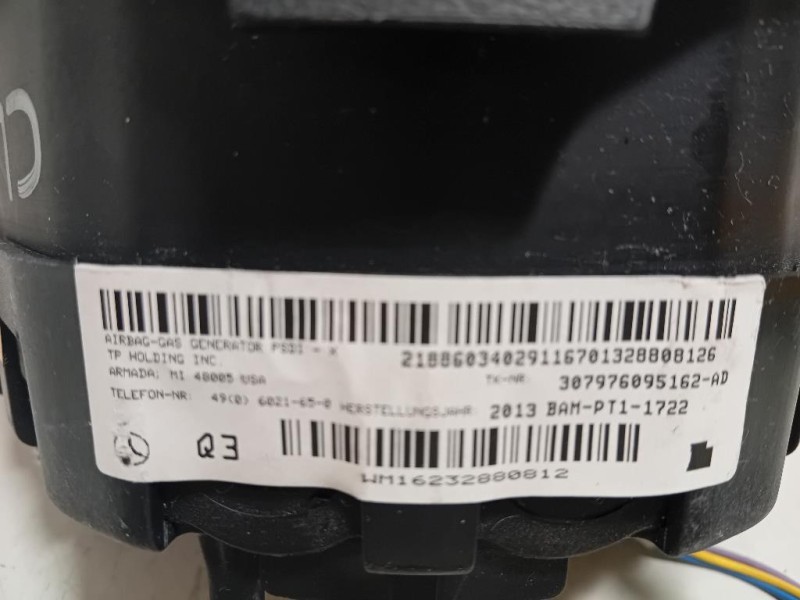 AIRBAG-GAS GENERATOR PSDI - X
TP HOLDING INC.
ARMADA, MI 48005 USA
TELEFON-NR: 49(0) 6021-65-0 HERSTELLUNGSJAHR: 2013 BAM-PT1-1722
21886034029116701328808126
TK-NR: 307976095162-AD
Q3
WM16232880812